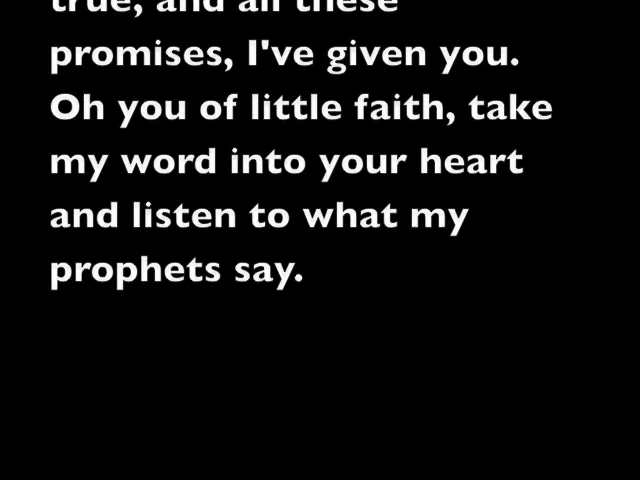 true, and all these
promises, I've given you.
Oh you of little faith, take
my word into your heart
and listen to what my
prophets say.